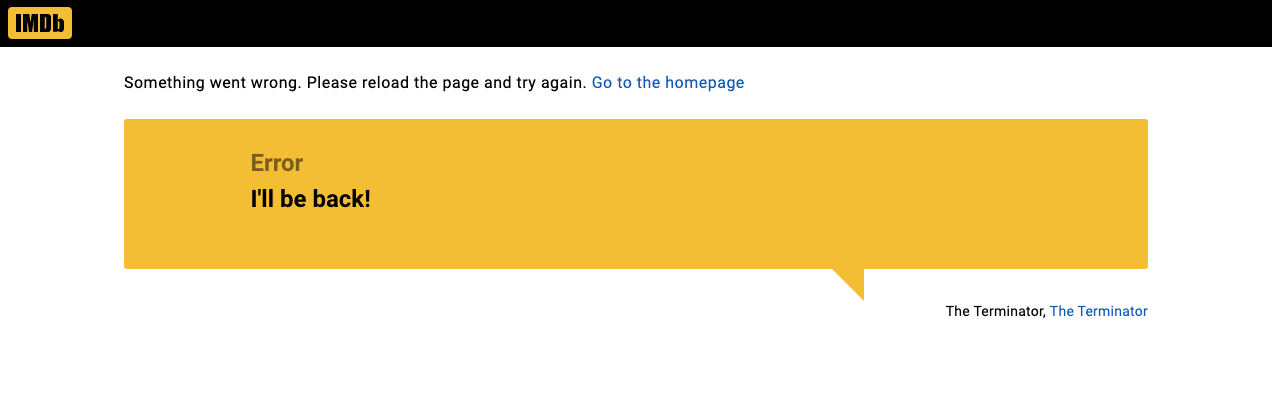 IMDb
Something went wrong. Please reload the page and try again. Go to the homepage
Error
I'll be back!
The Terminator, The Terminator